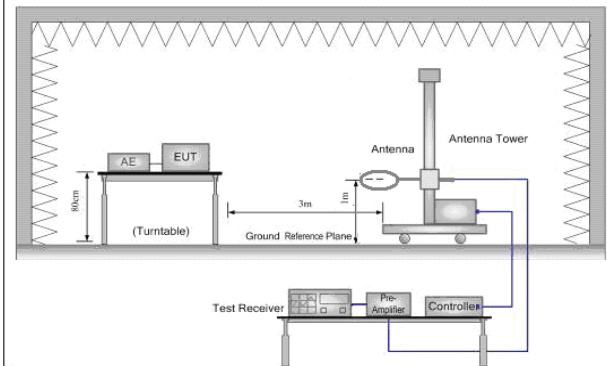 Antenna Tower
Antenna
AE
EUT
80cm
3m
1m
(Turntable)
Ground Reference Plane
Test Receiver
Pre-
Amplifier
Controller